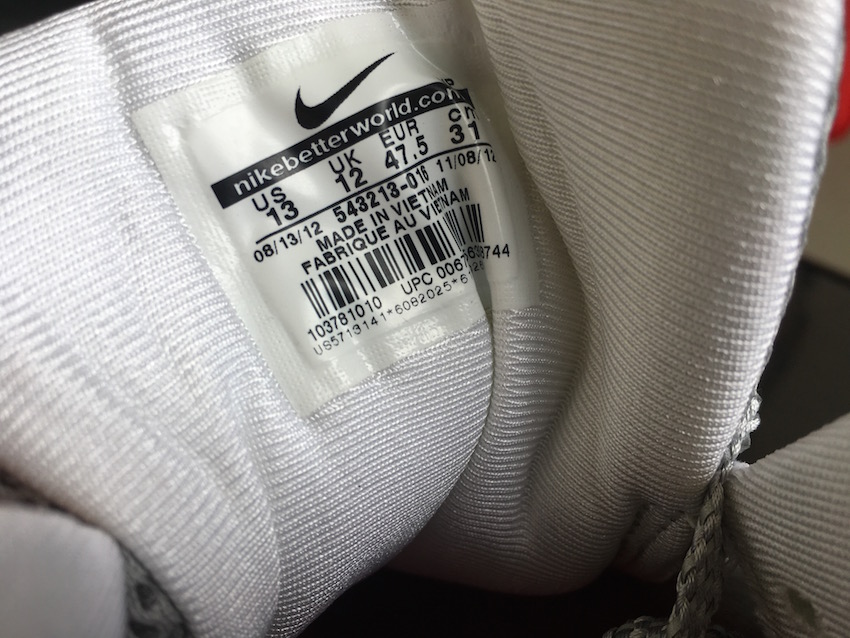 nikebetterworld.com
US UK EUR cm
13 12 47.5 31
08/13/12 543213-016 11/08/12
MADE IN VIETNAM
FABRIQUE AU VIETNAM
103781010 UPC